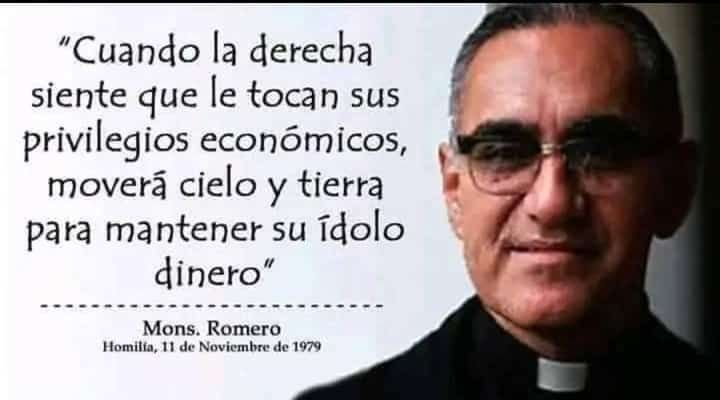 "Cuando la derecha
siente que le tocan sus
privilegios económicos,
moverá cielo y tierra
para mantener su ídolo
dinero"
Mons. Romero
Homilía, 11 de Noviembre de 1979